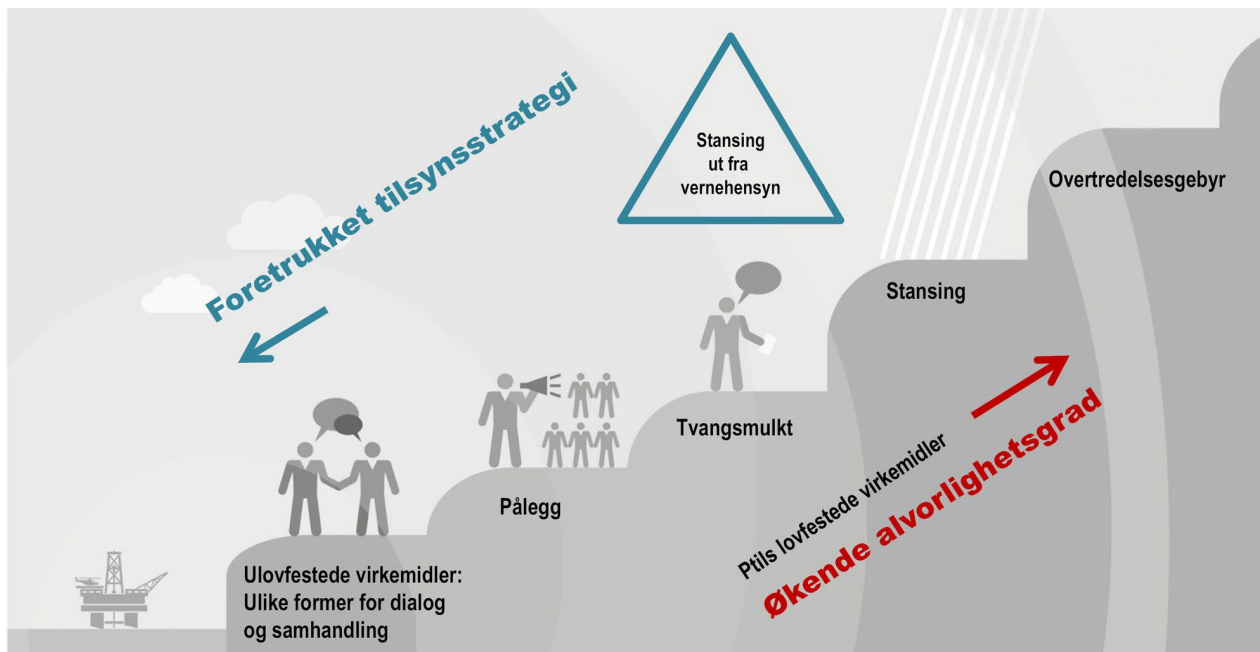 Foretrukket tilsynsstrategi
Stansing
ut fra
vernehensyn
Overtredelsesgebyr
Stansing
Tvangsmulkt
Pålegg
Ulovfestede virkemidler:
Ulike former for dialog
og samhandling
Ptils lovfestede virkemidler
Økende alvorlighetsgrad